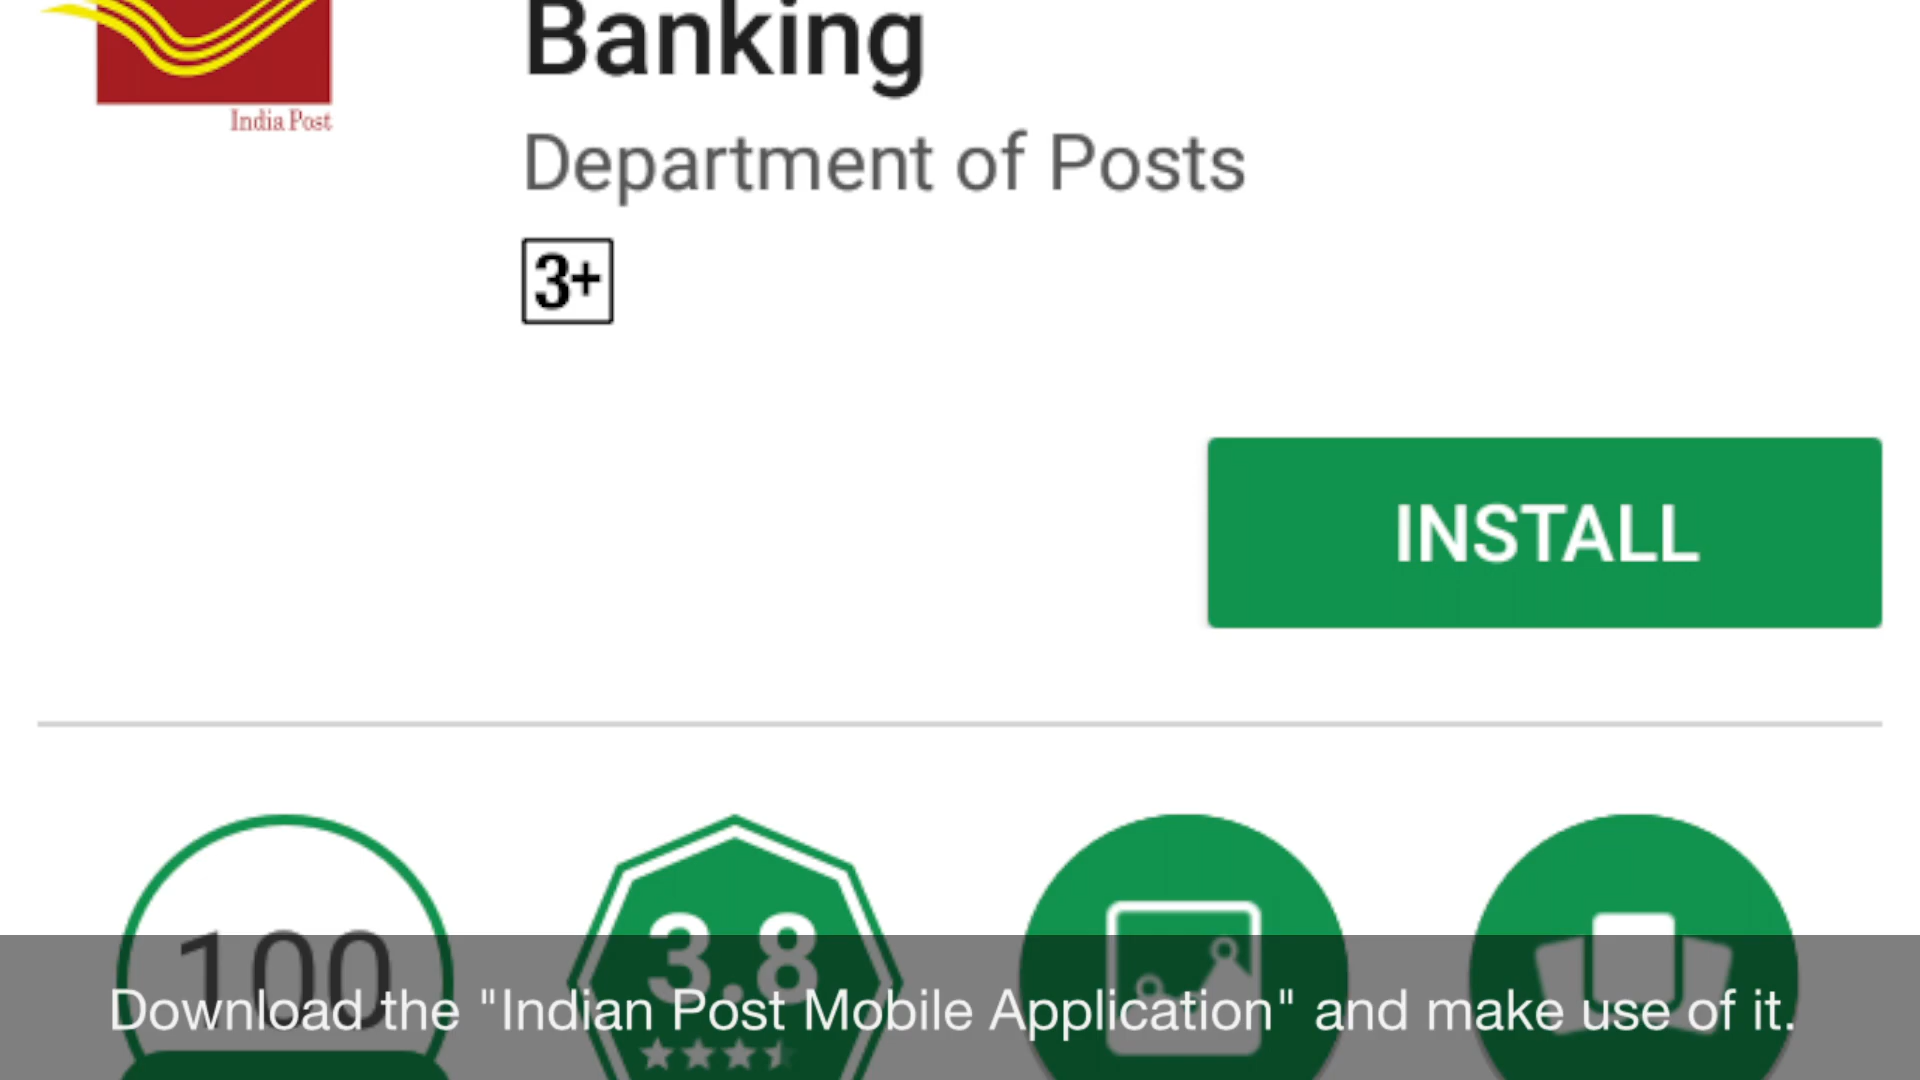 Banking
India Post
Department of Posts
3+
INSTALL
100
3.8
Download the "Indian Post Mobile Application" and make use of it.